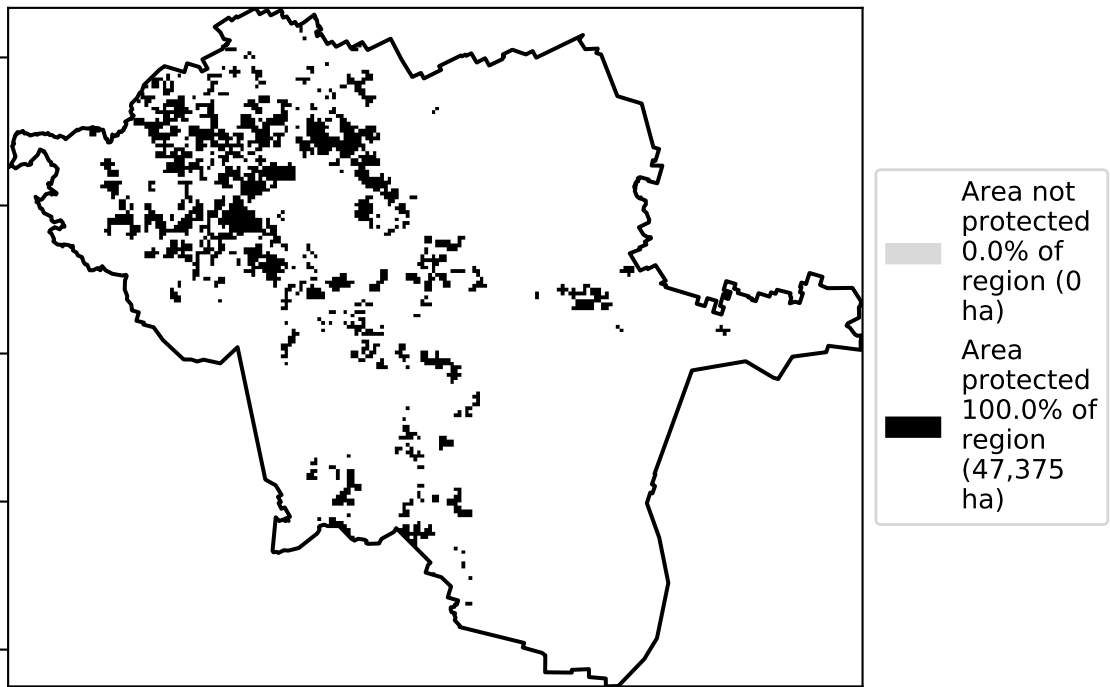 Area not
protected
0.0% of
region (0
ha)
Area
protected
100.0% of
region
(47,375
ha)